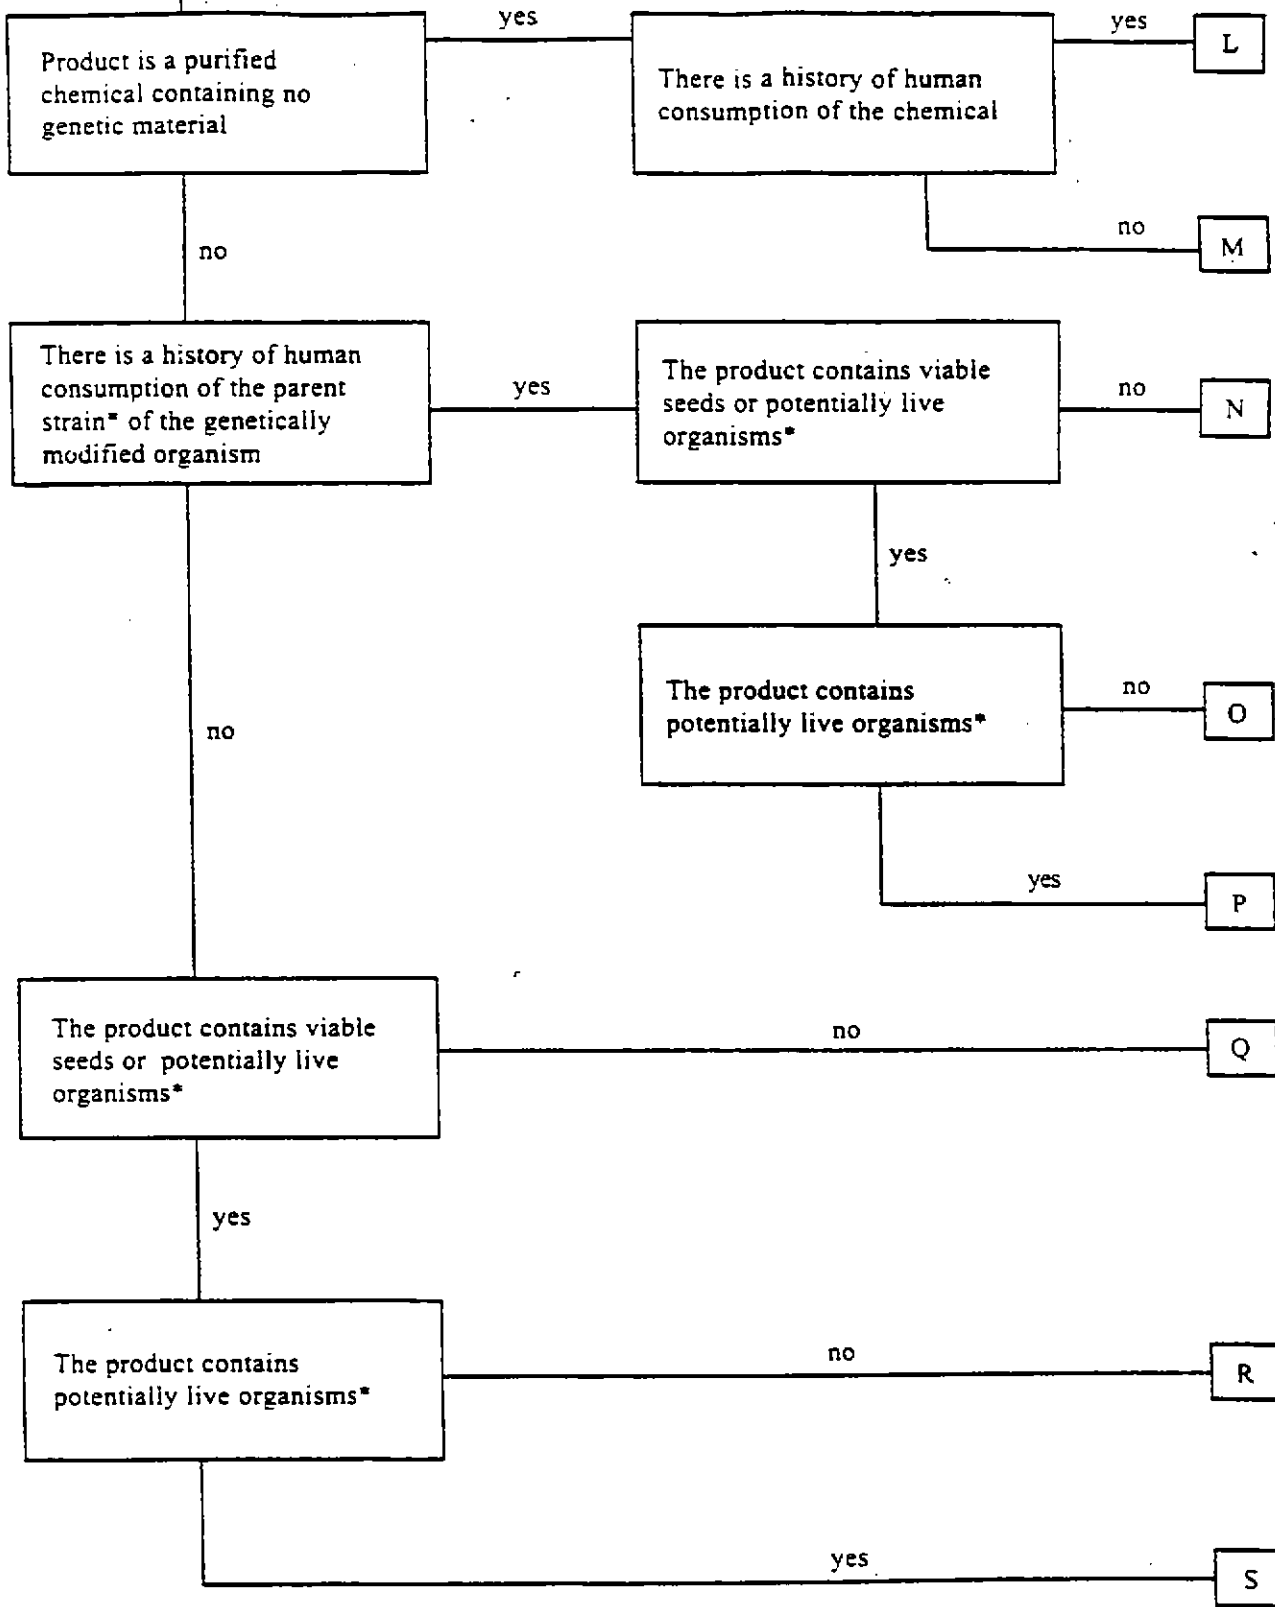 yes
yes
Product is a purified
chemical containing no
genetic material
There is a history of human
consumption of the chemical
L
no
no
M
There is a history of human
consumption of the parent
strain* of the genetically
modified organism
yes
The product contains viable
seeds or potentially live
organisms*
no
N
yes
The product contains
potentially live organisms*
no
O
no
yes
P
The product contains viable
seeds or potentially live
organisms*
no
Q
yes
The product contains
potentially live organisms*
no
R
yes
S